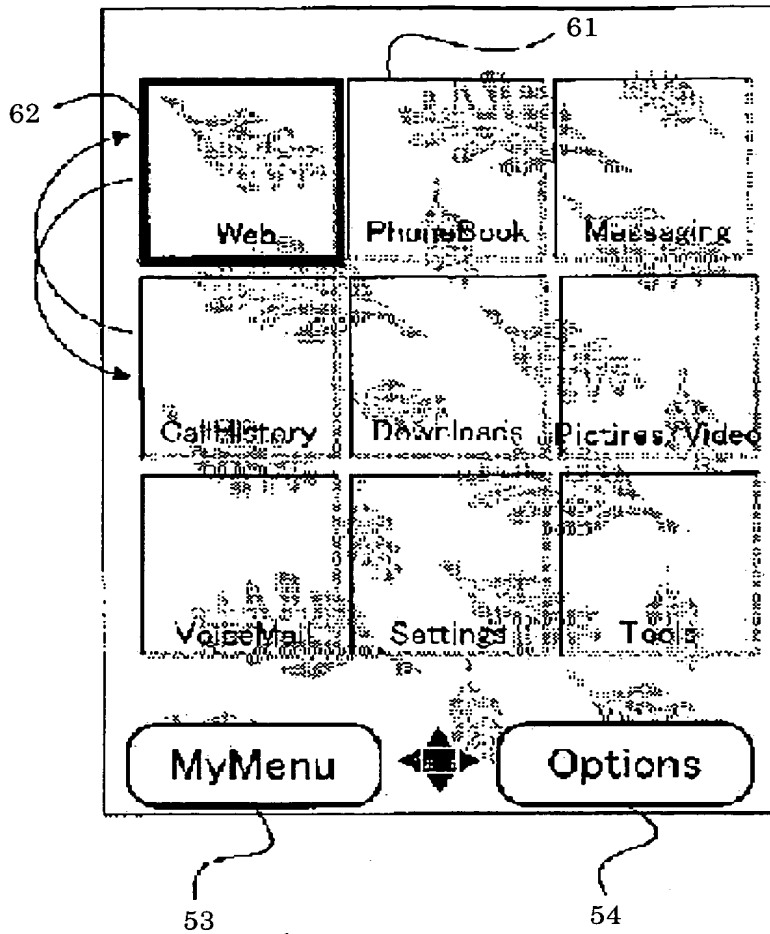 61
62
Web PhoneBook Messaging
CallHistory Downloads Pictures/Video
VoiceMail Settings Tools
MyMenu Options
53 54